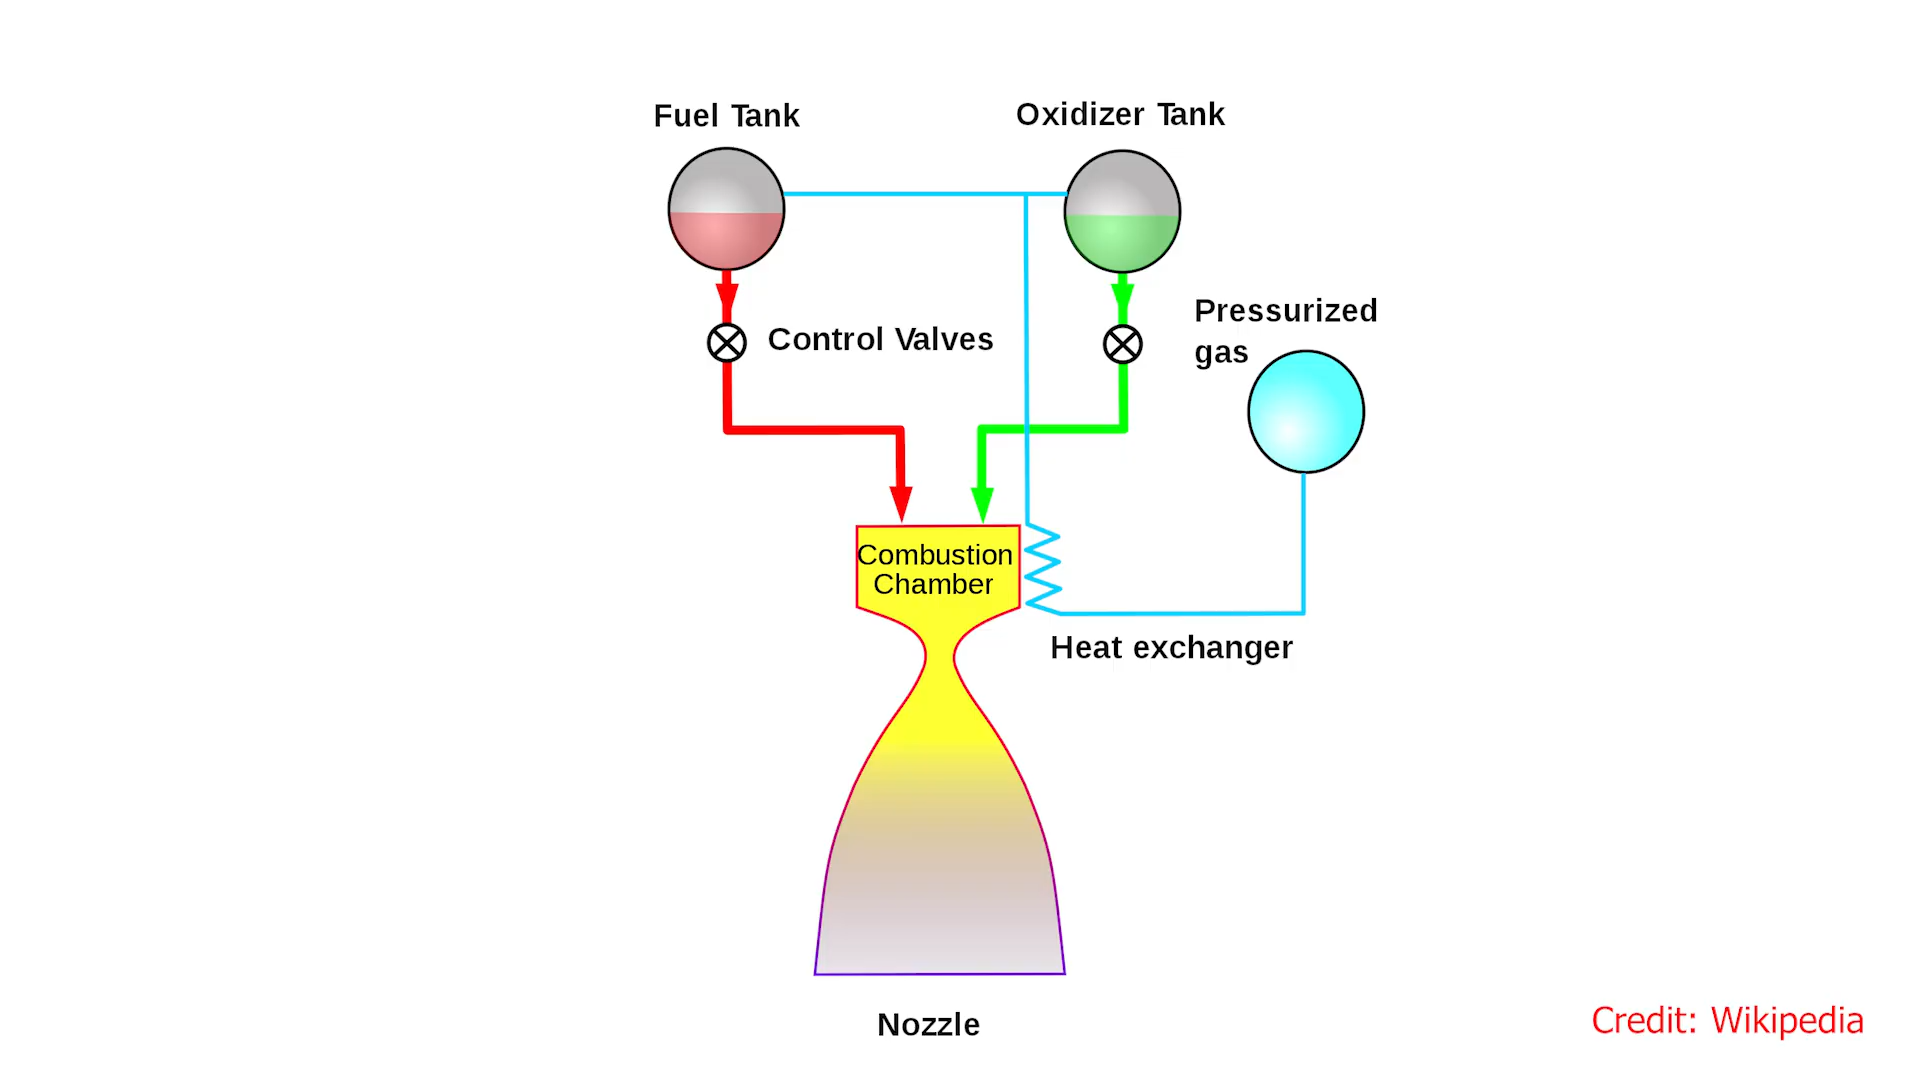 Fuel Tank
Oxidizer Tank
Control Valves
Pressurized
gas
Combustion
Chamber
Heat exchanger
Nozzle
Credit: Wikipedia